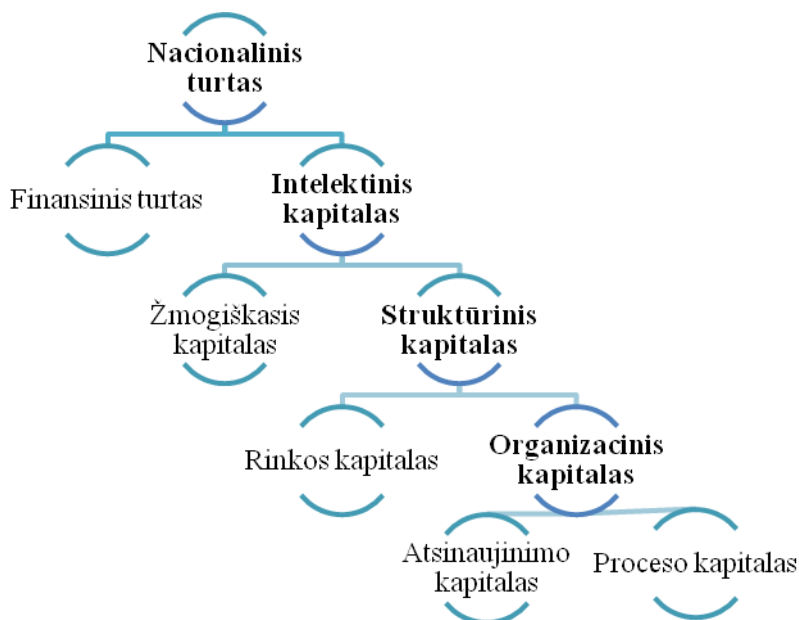 Nacionalinis
turtas
Finansinis turtas
Intelektinis
kapitalas
Žmogiškasis
kapitalas
Struktūrinis
kapitalas
Rinkos kapitalas
Organizacinis
kapitalas
Atsinaujinimo
kapitalas
Proceso kapitalas